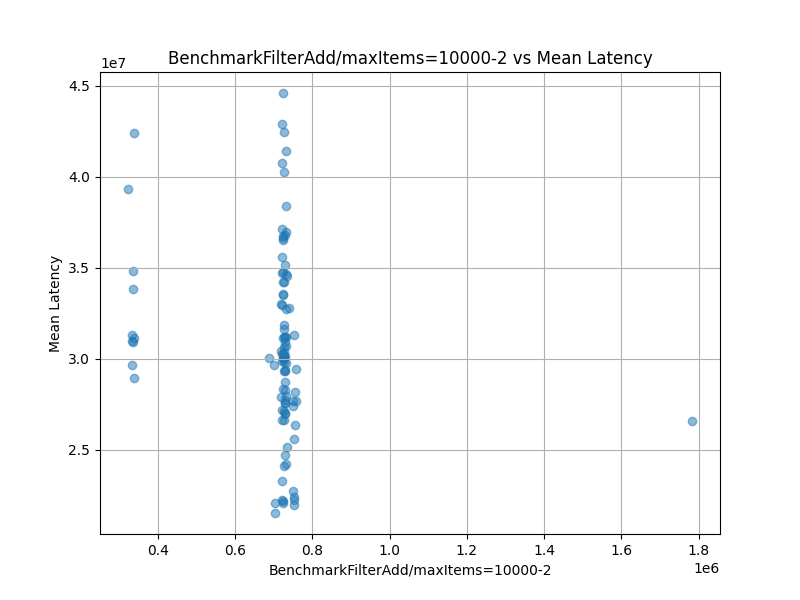 BenchmarkFilterAdd/maxItems=10000-2 vs Mean Latency
1e7
4.5
4.0
3.5
3.0
2.5
Mean Latency
0.4 0.6 0.8 1.0 1.2 1.4 1.6 1.8
1e6
BenchmarkFilterAdd/maxItems=10000-2